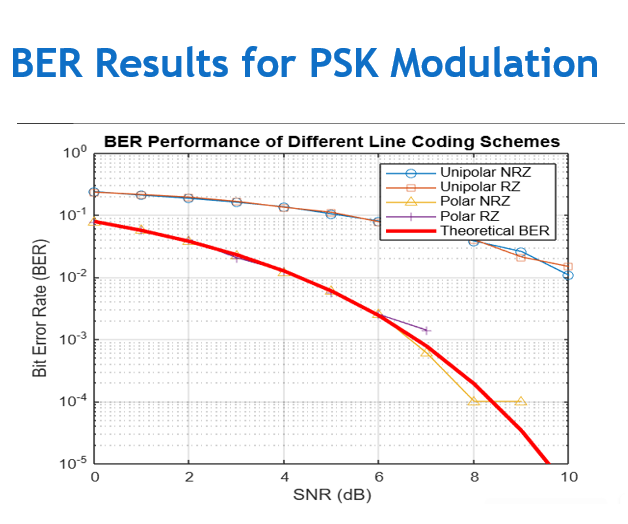 BER Results for PSK Modulation
BER Performance of Different Line Coding Schemes
Unipolar NRZ
Unipolar RZ
Polar NRZ
Polar RZ
Theoretical BER
Bit Error Rate (BER)
10⁰
10⁻¹
10⁻²
10⁻³
10⁻⁴
10⁻⁵
0 2 4 6 8 10
SNR (dB)